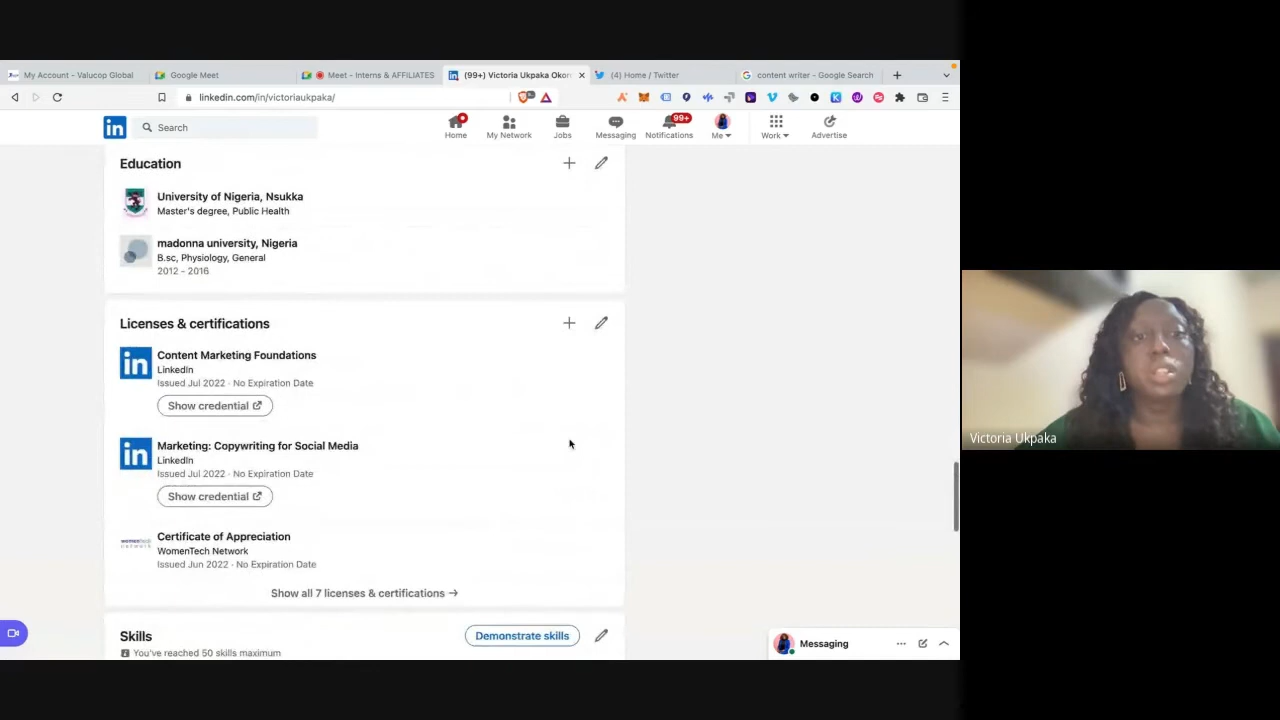 My Account - Valucop Global
Google Meet
Meet - Interns & AFFILIATES
(99+) Victoria Ukpaka Okor
(4) Home / Twitter
content writer - Google Search
linkedin.com/in/victoriaukpaka/
in
Search
99+
Home
My Network
Jobs
Messaging
Notifications
Me
Work
Advertise
Education
University of Nigeria, Nsukka
Master's degree, Public Health
madonna university, Nigeria
B.sc, Physiology, General
2012 - 2016
Licenses & certifications
in
Content Marketing Foundations
LinkedIn
Issued Jul 2022 · No Expiration Date
Show credential
in
Marketing: Copywriting for Social Media
LinkedIn
Issued Jul 2022 · No Expiration Date
Show credential
Certificate of Appreciation
WomenTech Network
Issued Jun 2022 · No Expiration Date
Show all 7 licenses & certifications →
Skills
Demonstrate skills
You've reached 50 skills maximum
Messaging
Victoria Ukpaka